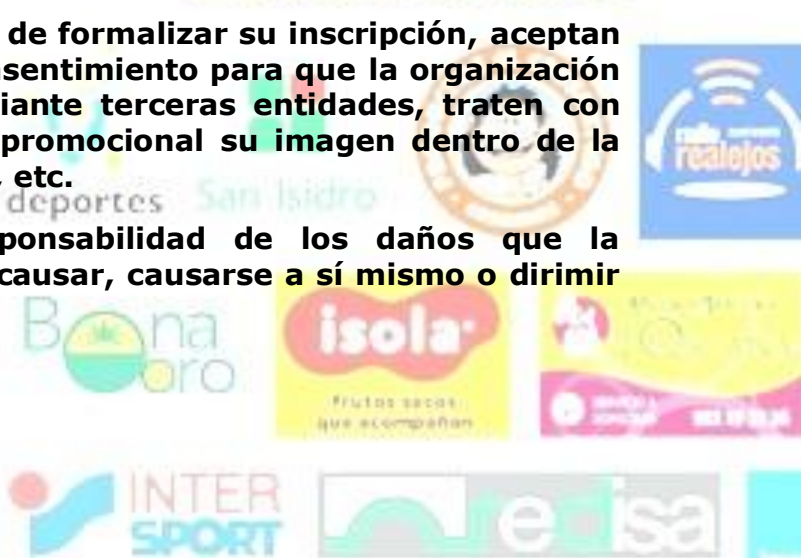 de formalizar su inscripción, aceptan
sentimiento para que la organización
iante terceras entidades, traten con
promocional su imagen dentro de la
, etc.
deportes San Isidro
realejos
ponsabilidad de los daños que la
causar, causarse a sí mismo o dirimir
Bona
oro
isola
frutos secos
que acompañan
INTER
SPORT
edisa